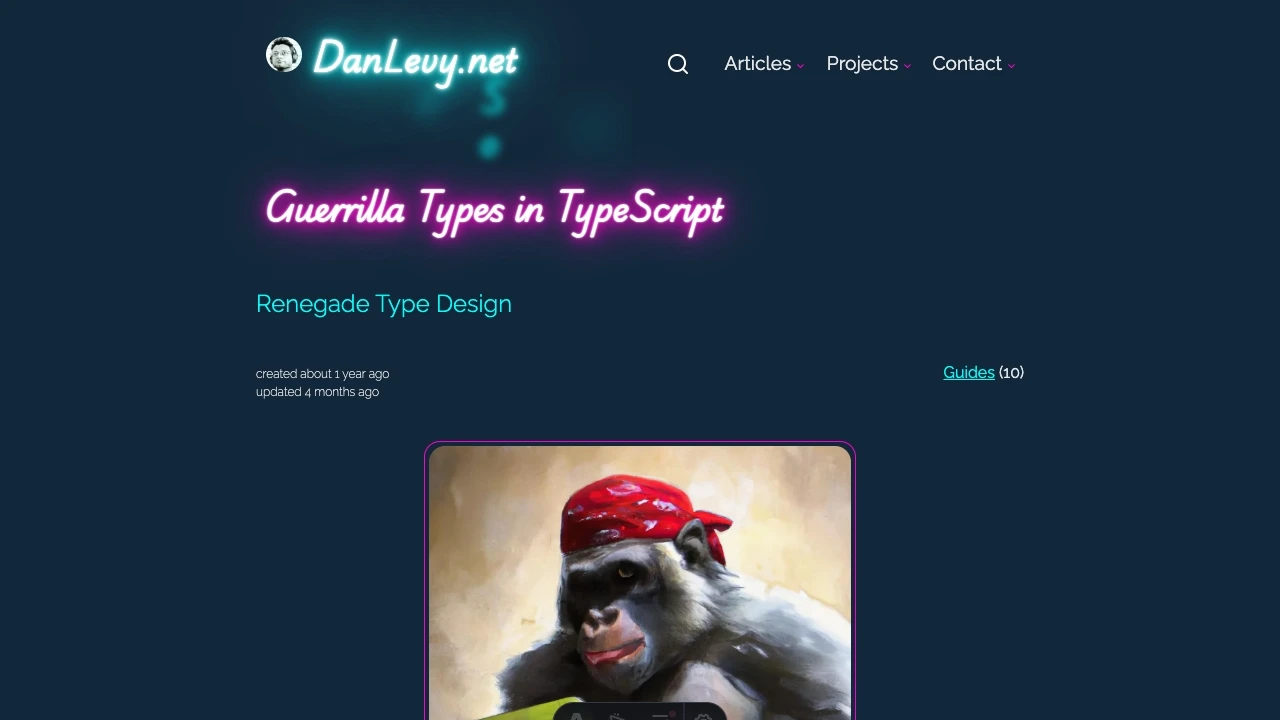 DanLevy.net
Articles
Projects
Contact
Guerrilla Types in TypeScript
Renegade Type Design
created about 1 year ago
updated 4 months ago
Guides (10)